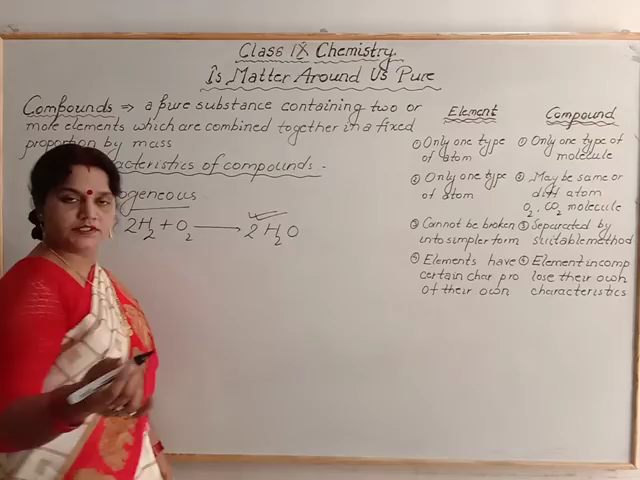 Class IX Chemistry.
Is Matter Around Us Pure
Compounds ⇒ a pure substance containing two or
more elements which are combined together in a fixed
proportion by mass
acteristics of compounds -
ogeneous
2H₂ + O₂ ⟶ 2H₂O
Element
① Only one type
of atom
② Only one type
of atom
③ Cannot be broken
into simpler form
③ Elements have
certain char pro
of their own
Compound
① Only one type of
molecule
② May be same or
diff atom
O₂, CO₂ molecule
③ Separated by
suitable method
④ Element in comp
lose their own
characteristics